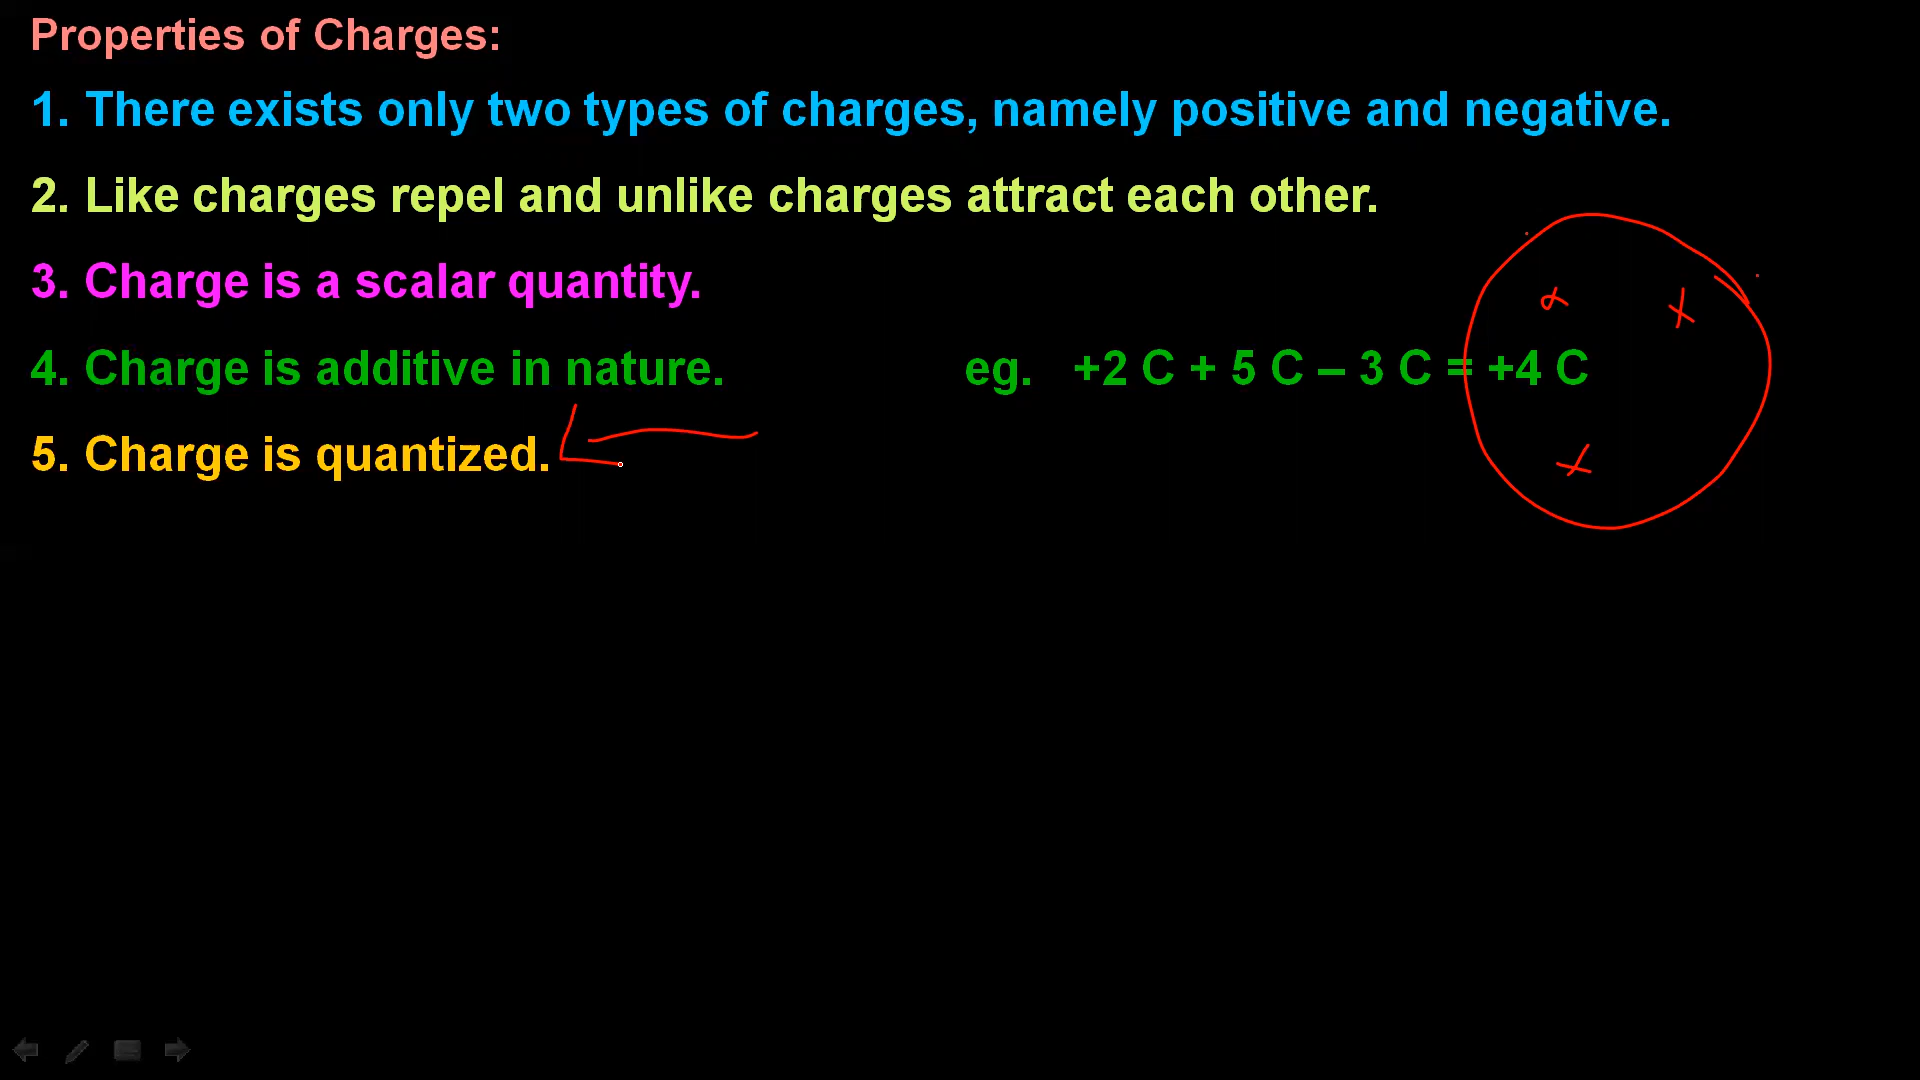 Properties of Charges:
1. There exists only two types of charges, namely positive and negative.
2. Like charges repel and unlike charges attract each other.
3. Charge is a scalar quantity.
4. Charge is additive in nature. eg. +2 C + 5 C – 3 C = +4 C
5. Charge is quantized.